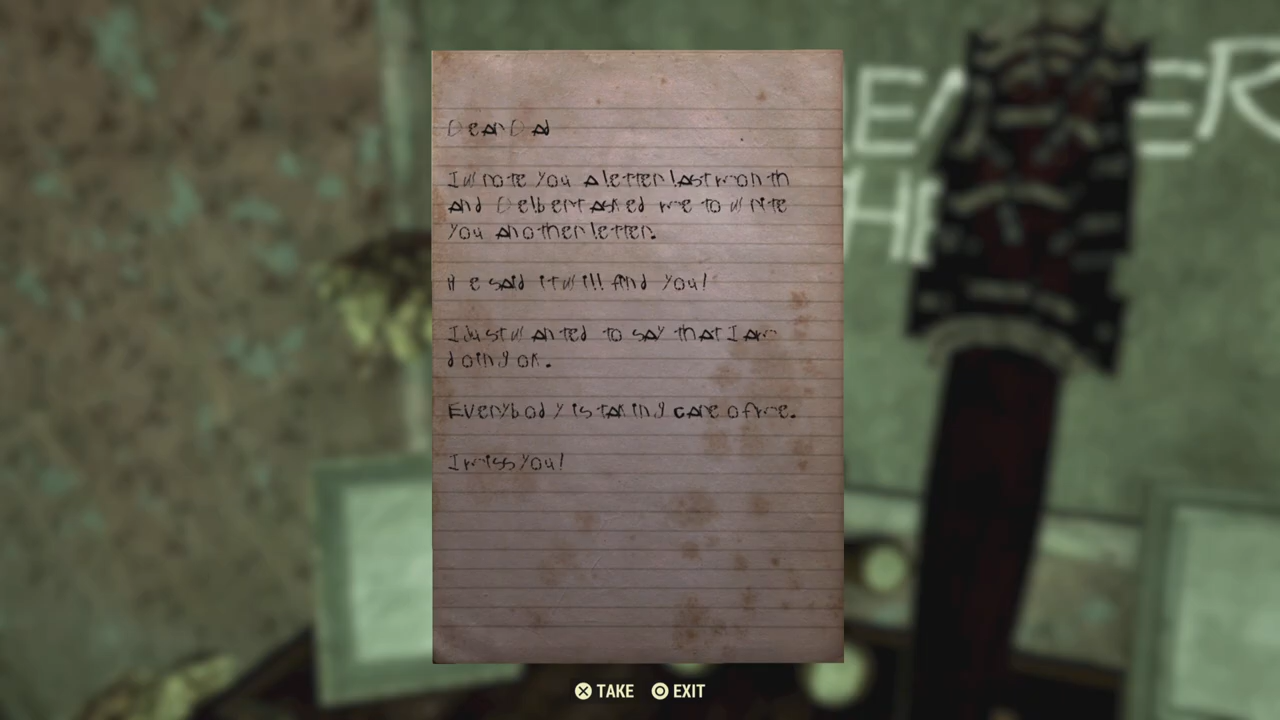 Dear Dad
I wrote you a letter last month
and Delbert asked me to write
you another letter.
He said it will find you!
I just wanted to say that I am
doing ok.
Everybody is taking care of me.
I miss you!
TAKE EXIT